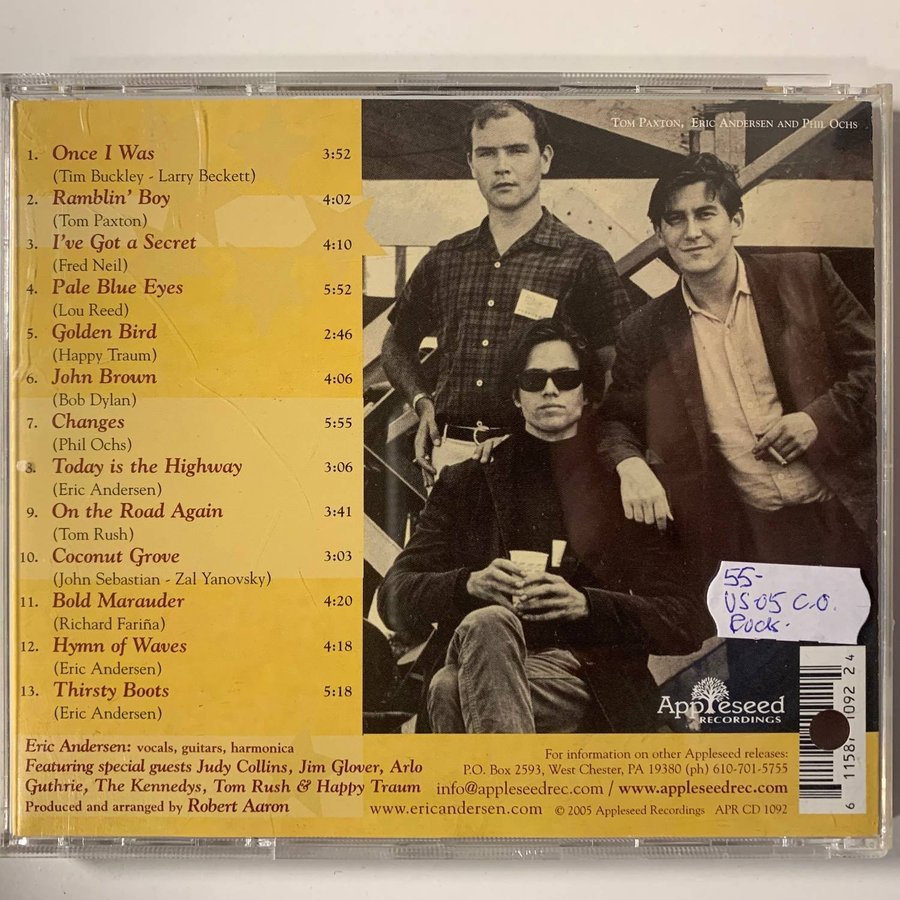 TOM PAXTON, ERIC ANDERSEN AND PHIL OCHS
1. Once I Was 3:52
(Tim Buckley - Larry Beckett)
2. Ramblin' Boy 4:02
(Tom Paxton)
3. I've Got a Secret 4:10
(Fred Neil)
4. Pale Blue Eyes 5:52
(Lou Reed)
5. Golden Bird 2:46
(Happy Traum)
6. John Brown 4:06
(Bob Dylan)
7. Changes 5:55
(Phil Ochs)
8. Today is the Highway 3:06
(Eric Andersen)
9. On the Road Again 3:41
(Tom Rush)
10. Coconut Grove 3:03
(John Sebastian - Zal Yanovsky)
11. Bold Marauder 4:20
(Richard Fariña)
12. Hymn of Waves 4:18
(Eric Andersen)
13. Thirsty Boots 5:18
(Eric Andersen)
55-
US-05 C.O.
Rock.
Appleseed
RECORDINGS
Eric Andersen: vocals, guitars, harmonica
Featuring special guests Judy Collins, Jim Glover, Arlo
Guthrie, The Kennedys, Tom Rush & Happy Traum
Produced and arranged by Robert Aaron
For information on other Appleseed releases:
P.O. Box 2593, West Chester, PA 19380 (ph) 610-701-5755
info@appleseedrec.com / www.appleseedrec.com
www.ericandersen.com © 2005 Appleseed Recordings APR CD 1092
6 11587 1092 2 4